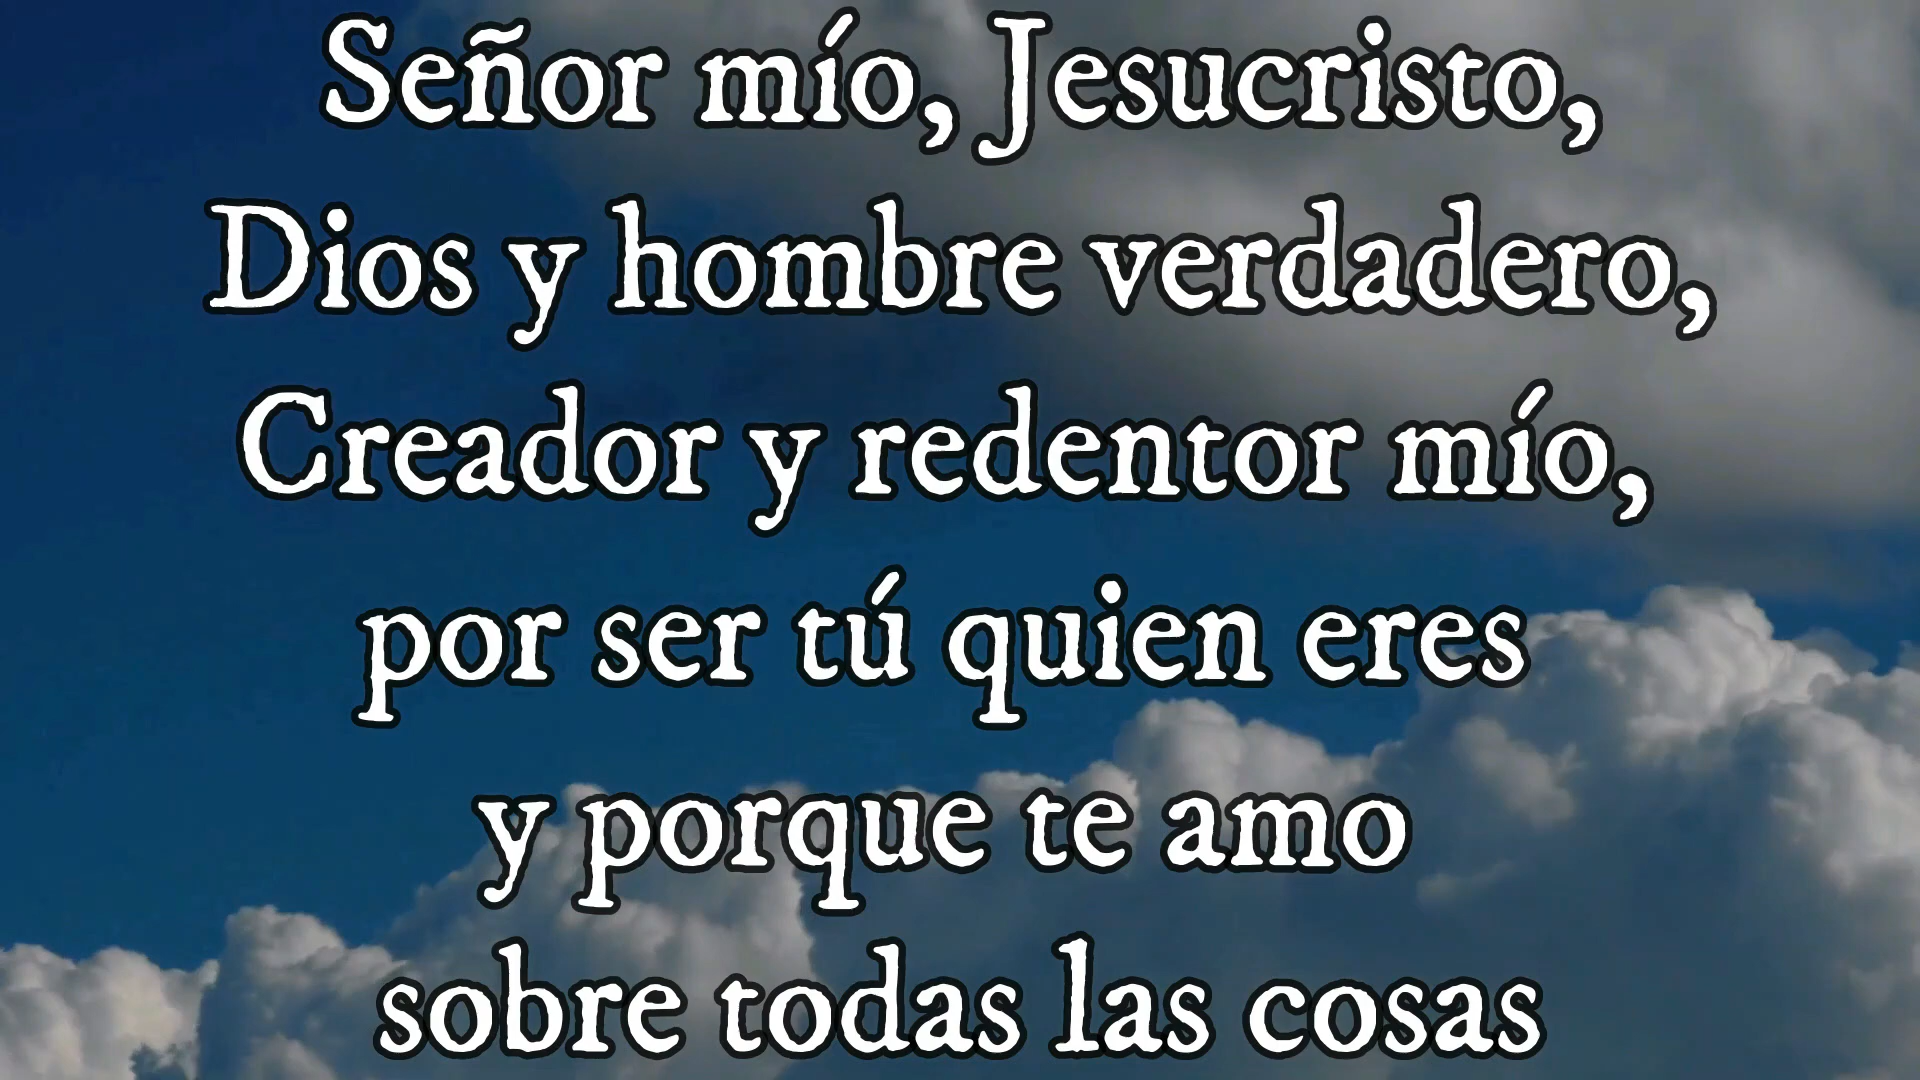 Señor mío, Jesucristo,
Dios y hombre verdadero,
Creador y redentor mío,
por ser tú quien eres
y porque te amo
sobre todas las cosas